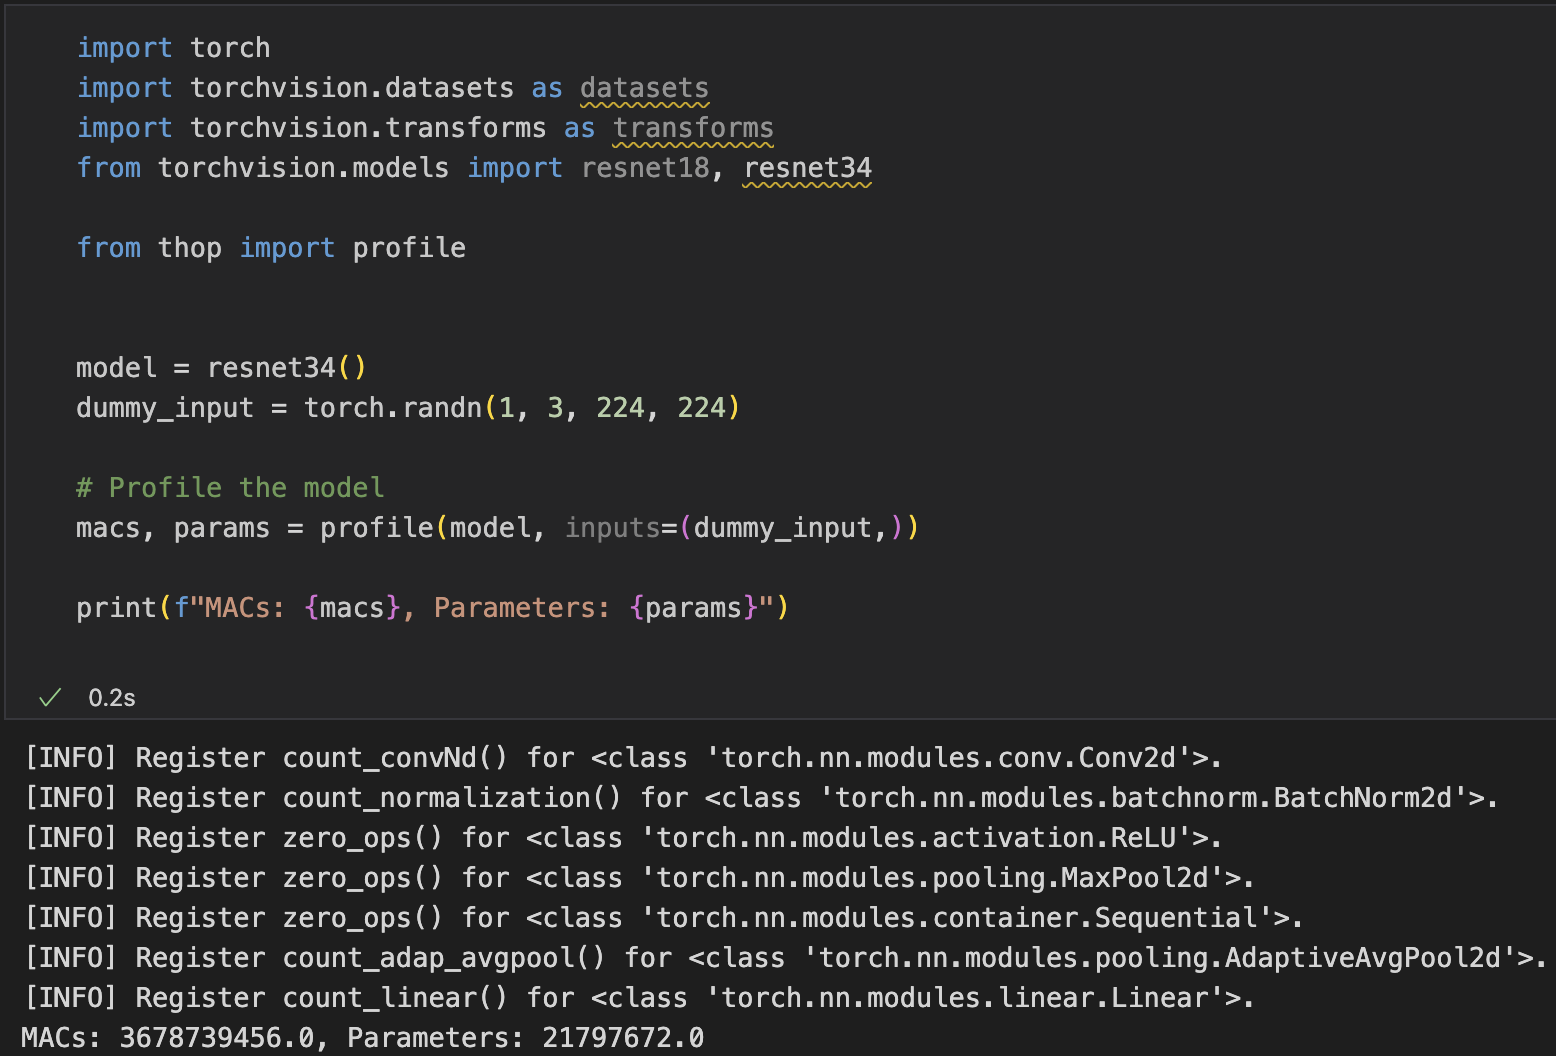 import torch
import torchvision.datasets as datasets
import torchvision.transforms as transforms
from torchvision.models import resnet18, resnet34
from thop import profile
model = resnet34()
dummy_input = torch.randn(1, 3, 224, 224)
# Profile the model
macs, params = profile(model, inputs=(dummy_input,))
print(f"MACs: {macs}, Parameters: {params}")
✓ 0.2s
[INFO] Register count_convNd() for <class 'torch.nn.modules.conv.Conv2d'>.
[INFO] Register count_normalization() for <class 'torch.nn.modules.batchnorm.BatchNorm2d'>.
[INFO] Register zero_ops() for <class 'torch.nn.modules.activation.ReLU'>.
[INFO] Register zero_ops() for <class 'torch.nn.modules.pooling.MaxPool2d'>.
[INFO] Register zero_ops() for <class 'torch.nn.modules.container.Sequential'>.
[INFO] Register count_adap_avgpool() for <class 'torch.nn.modules.pooling.AdaptiveAvgPool2d'>.
[INFO] Register count_linear() for <class 'torch.nn.modules.linear.Linear'>.
MACs: 3678739456.0, Parameters: 21797672.0